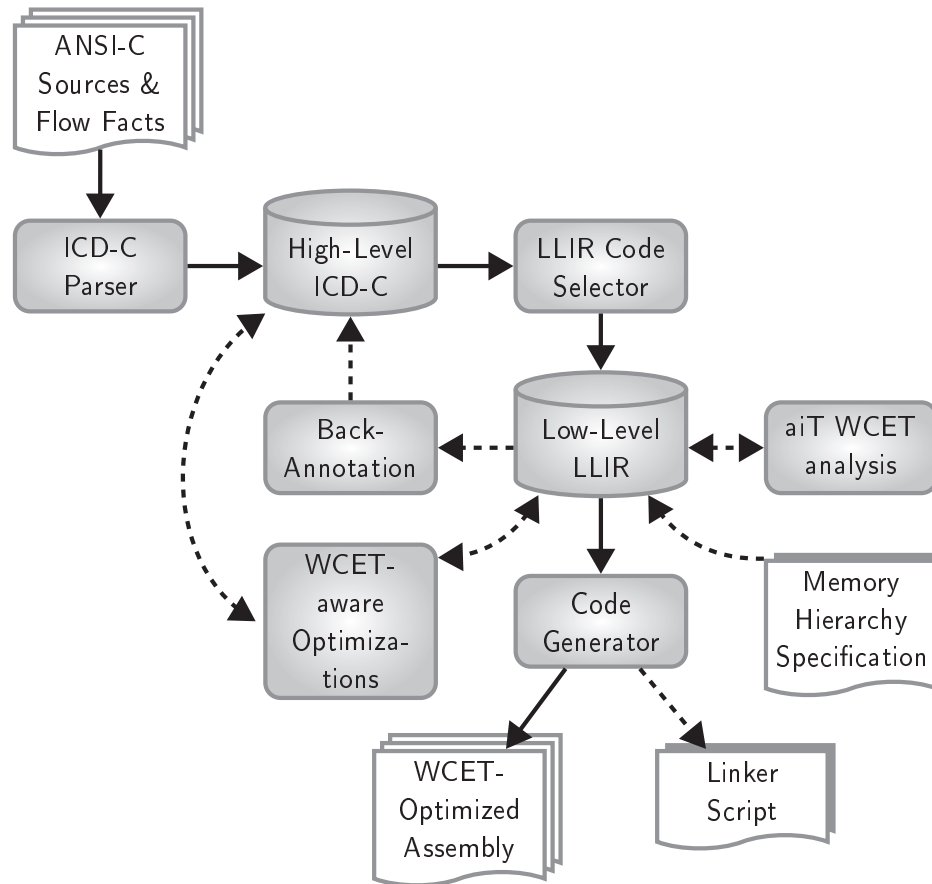 ANSI-C
Sources &
Flow Facts
ICD-C
Parser
High-Level
ICD-C
LLIR Code
Selector
Back-
Annotation
Low-Level
LLIR
aiT WCET
analysis
WCET-
aware
Optimiza-
tions
Code
Generator
Memory
Hierarchy
Specification
WCET-
Optimized
Assembly
Linker
Script